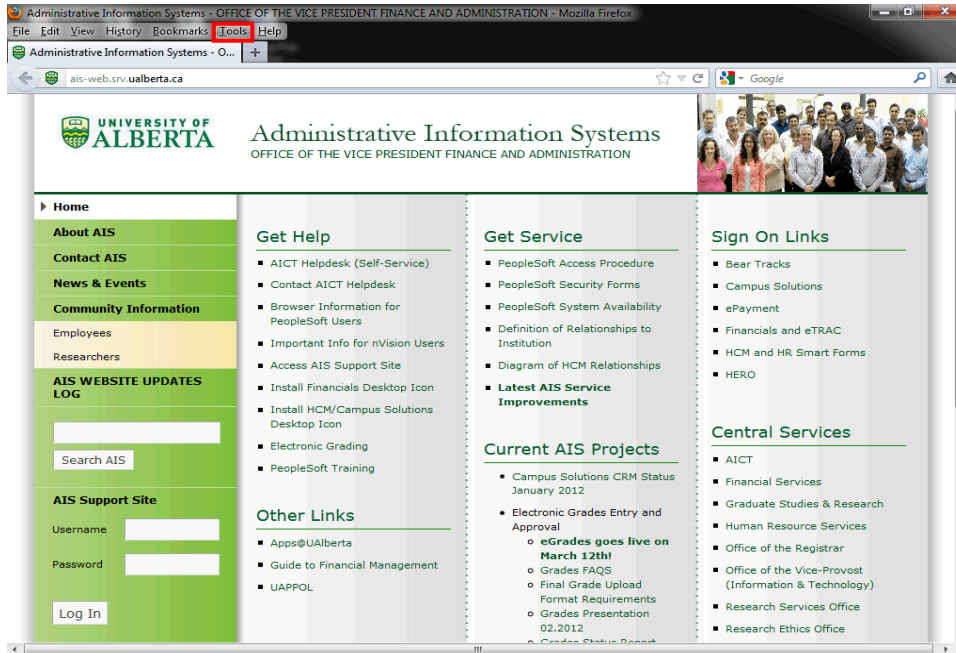 Administrative Information Systems - OFFICE OF THE VICE PRESIDENT FINANCE AND ADMINISTRATION - Mozilla Firefox
File Edit View History Bookmarks Tools Help
Administrative Information Systems - O...
ais-web.srv.ualberta.ca
Google
UNIVERSITY OF
ALBERTA
Administrative Information Systems
OFFICE OF THE VICE PRESIDENT FINANCE AND ADMINISTRATION
Home
About AIS
Contact AIS
News & Events
Community Information
Employees
Researchers
AIS WEBSITE UPDATES
LOG
Search AIS
AIS Support Site
Username
Password
Log In
Get Help
AICT Helpdesk (Self-Service)
Contact AICT Helpdesk
Browser Information for
PeopleSoft Users
Important Info for nVision Users
Access AIS Support Site
Install Financials Desktop Icon
Install HCM/Campus Solutions
Desktop Icon
Electronic Grading
PeopleSoft Training
Other Links
Apps@UAlberta
Guide to Financial Management
UAPPOL
Get Service
PeopleSoft Access Procedure
PeopleSoft Security Forms
PeopleSoft System Availability
Definition of Relationships to
Institution
Diagram of HCM Relationships
Latest AIS Service
Improvements
Current AIS Projects
Campus Solutions CRM Status
January 2012
Electronic Grades Entry and
Approval
eGrades goes live on
March 12th!
Grades FAQS
Final Grade Upload
Format Requirements
Grades Presentation
02.2012
Grades Status Report
Sign On Links
Bear Tracks
Campus Solutions
ePayment
Financials and eTRAC
HCM and HR Smart Forms
HERO
Central Services
AICT
Financial Services
Graduate Studies & Research
Human Resource Services
Office of the Registrar
Office of the Vice-Provost
(Information & Technology)
Research Services Office
Research Ethics Office